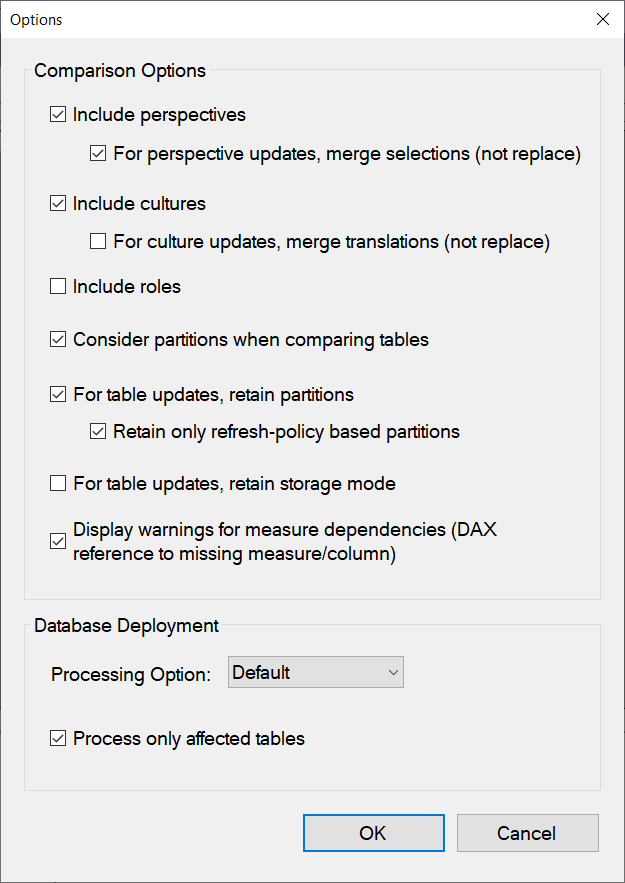 Options
Comparison Options
Include perspectives
For perspective updates, merge selections (not replace)
Include cultures
For culture updates, merge translations (not replace)
Include roles
Consider partitions when comparing tables
For table updates, retain partitions
Retain only refresh-policy based partitions
For table updates, retain storage mode
Display warnings for measure dependencies (DAX
reference to missing measure/column)
Database Deployment
Processing Option: Default
Process only affected tables
OK Cancel